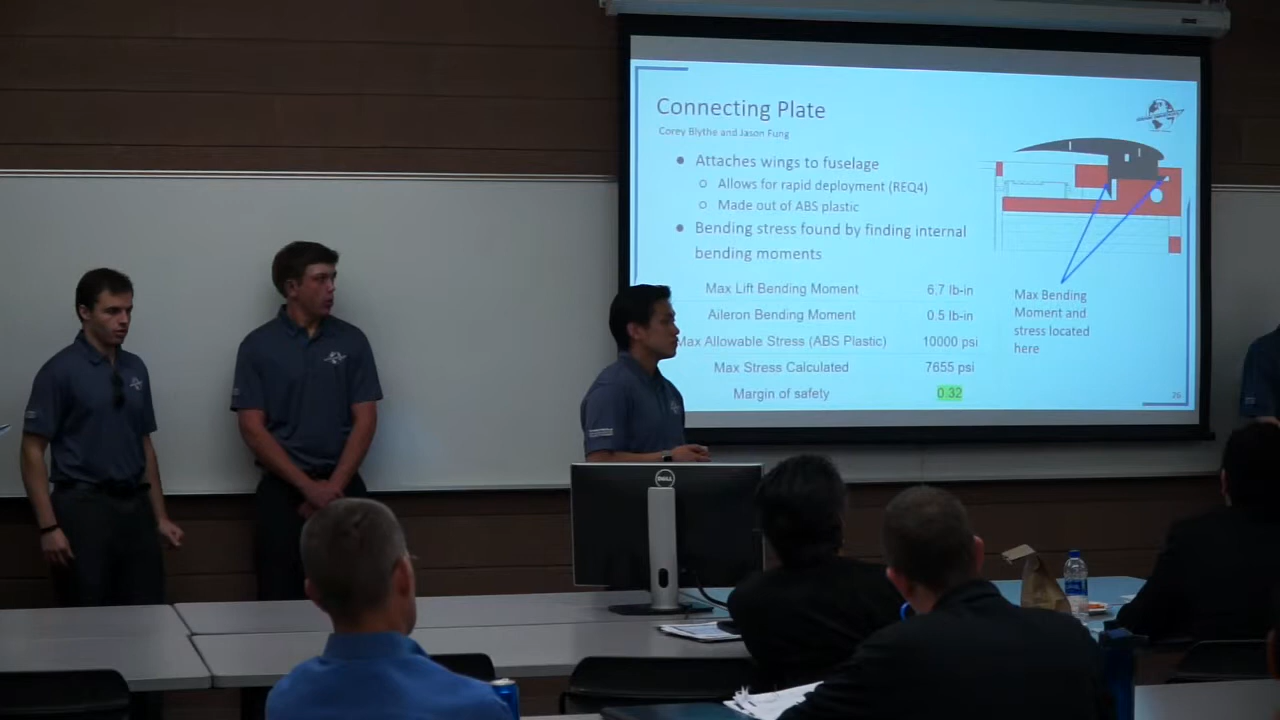 Connecting Plate
Corey Blythe and Jason Fung
● Attaches wings to fuselage
○ Allows for rapid deployment (REQ4)
○ Made out of ABS plastic
● Bending stress found by finding internal
bending moments
Max Lift Bending Moment 6.7 lb-in
Aileron Bending Moment 0.5 lb-in
Max Allowable Stress (ABS Plastic) 10000 psi
Max Stress Calculated 7655 psi
Margin of safety 0.32
Max Bending
Moment and
stress located
here
26
DELL